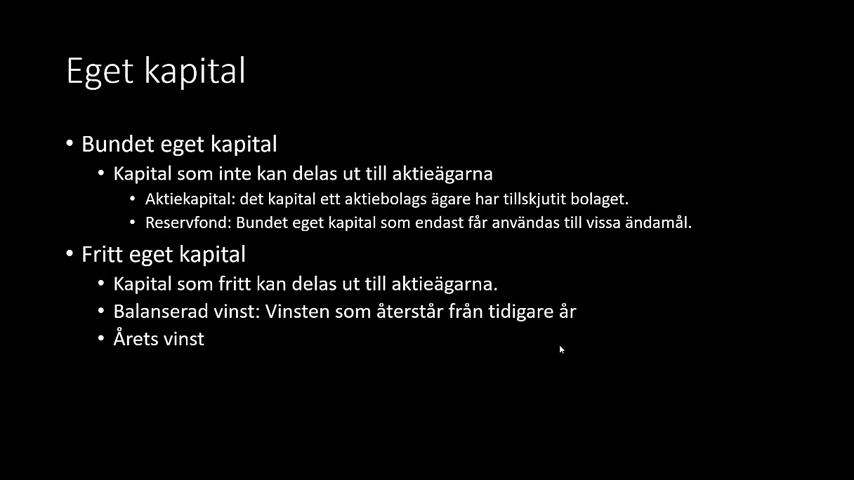 Eget kapital
• Bundet eget kapital
• Kapital som inte kan delas ut till aktieägarna
• Aktiekapital: det kapital ett aktiebolags ägare har tillskjutit bolaget.
• Reservfond: Bundet eget kapital som endast får användas till vissa ändamål.
• Fritt eget kapital
• Kapital som fritt kan delas ut till aktieägarna.
• Balanserad vinst: Vinsten som återstår från tidigare år
• Årets vinst